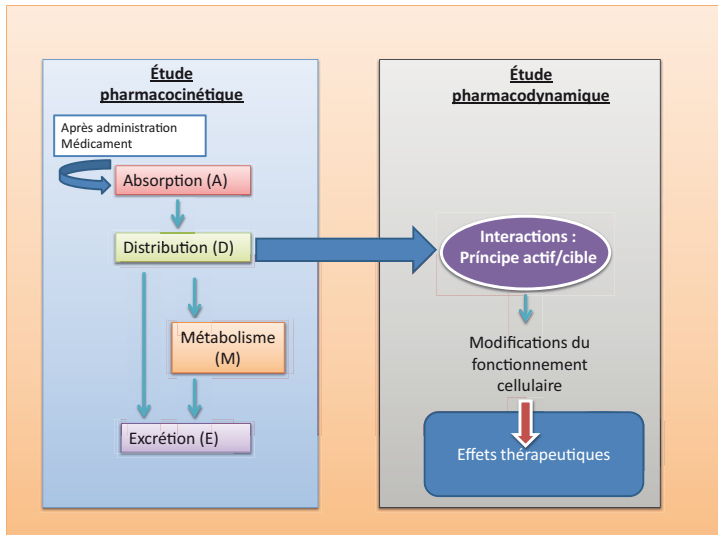 Étude
pharmacocinétique
Après administration
Médicament
Absorption (A)
Distribution (D)
Métabolisme
(M)
Excrétion (E)
Étude
pharmacodynamique
Interactions :
Príncipe actif/cible
Modifications du
fonctionnement
cellulaire
Effets thérapeutiques